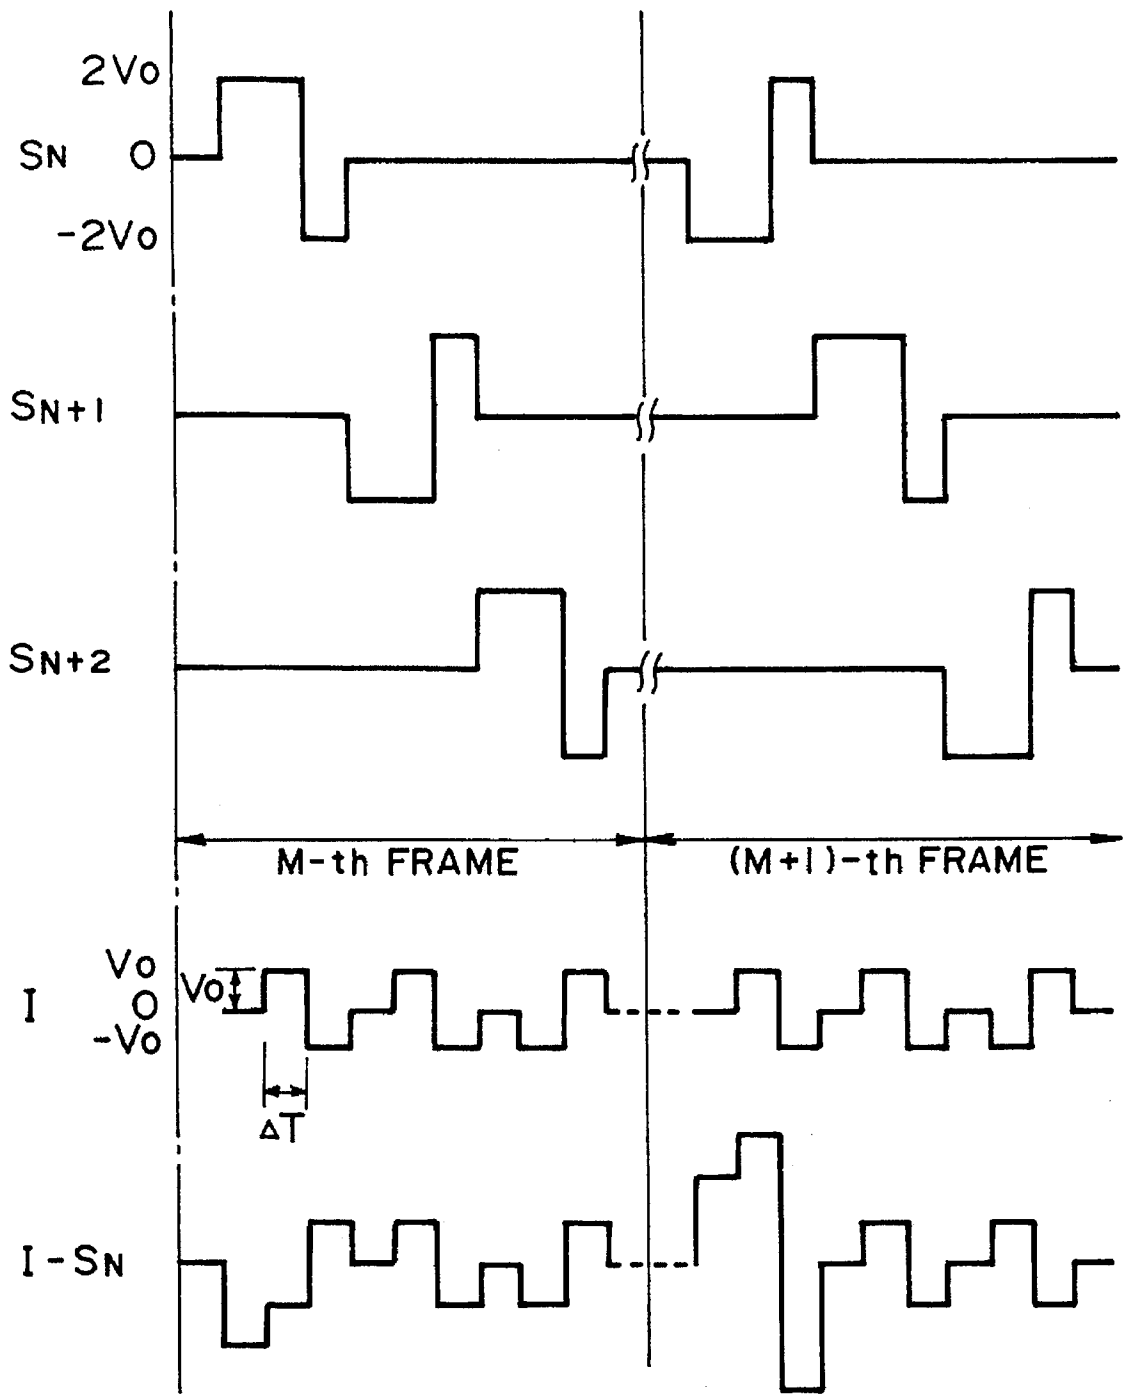 2Vo
SN 0
-2Vo
SN+1
SN+2
M-th FRAME (M+1)-th FRAME
Vo
Vo
I 0
-Vo
ΔT
I-SN